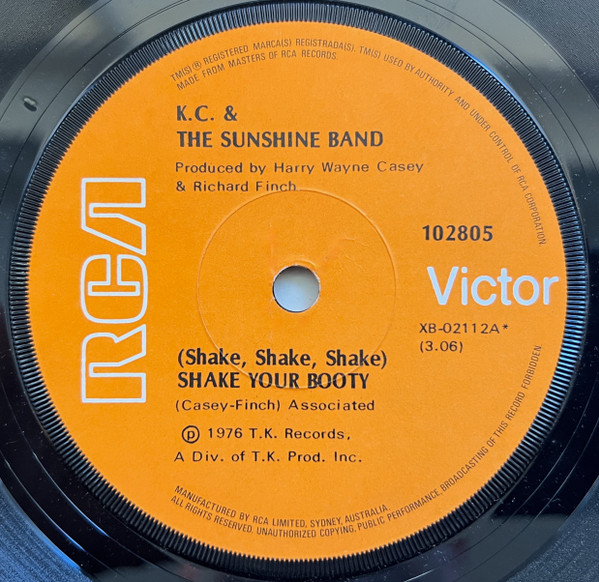 TM(S) ® REGISTERED MARCA(S) REGISTRADA(S). TM(S) USED BY AUTHORITY AND UNDER CONTROL OF RCA CORPORATION.
MADE FROM MASTERS OF RCA RECORDS.
K.C. &
THE SUNSHINE BAND
Produced by Harry Wayne Casey
& Richard Finch
RCA
102805
Victor
XB-02112A*
(3.06)
(Shake, Shake, Shake)
SHAKE YOUR BOOTY
(Casey-Finch) Associated
℗ 1976 T.K. Records,
A Div. of T.K. Prod. Inc.
MANUFACTURED BY RCA LIMITED, SYDNEY, AUSTRALIA.
ALL RIGHTS RESERVED. UNAUTHORIZED COPYING, PUBLIC PERFORMANCE, BROADCASTING OF THIS RECORD FORBIDDEN.